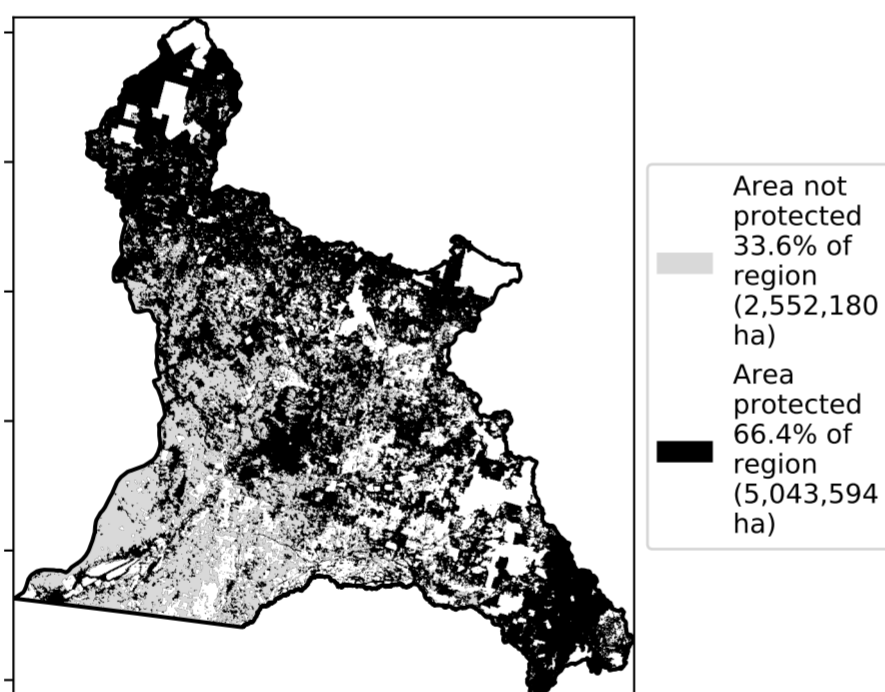 Area not
protected
33.6% of
region
(2,552,180
ha)
Area
protected
66.4% of
region
(5,043,594
ha)